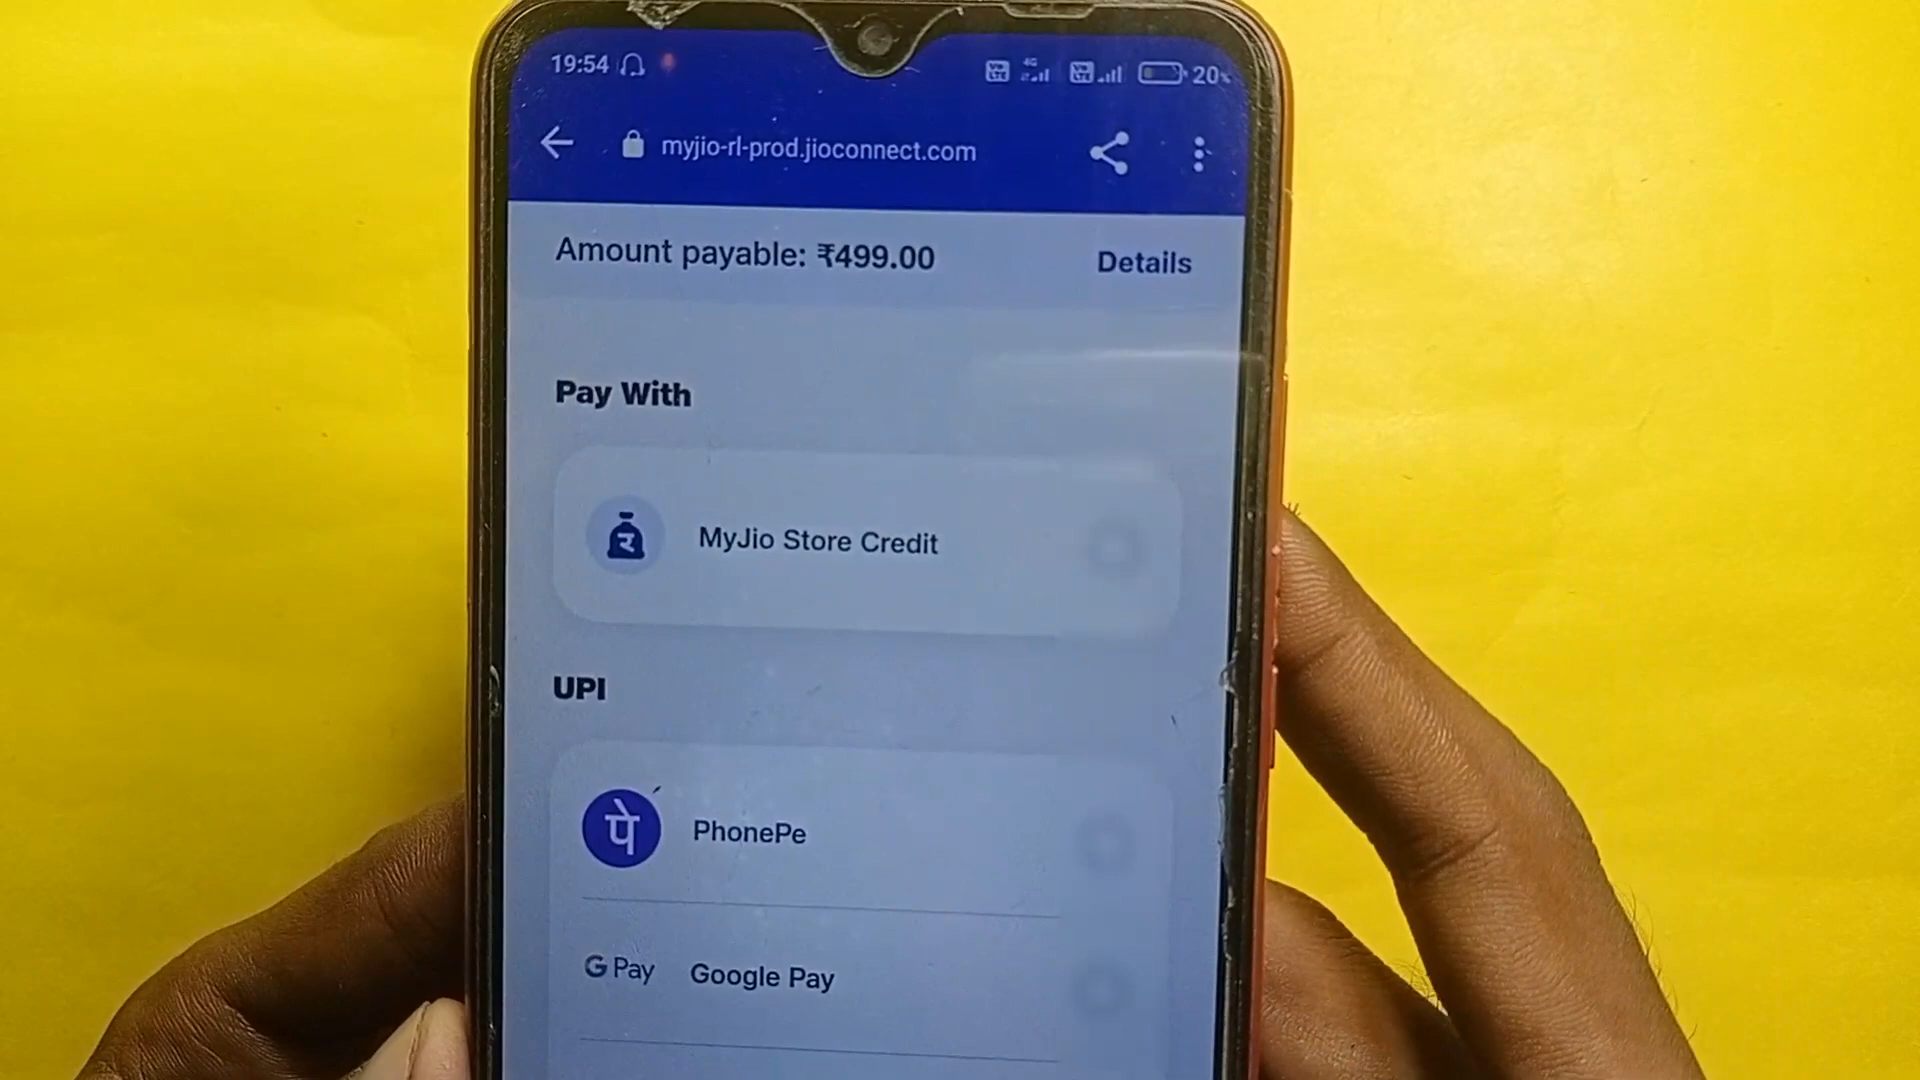 19:54 4G 20%
myjio-rl-prod.jioconnect.com
Amount payable: ₹499.00 Details
Pay With
₹ MyJio Store Credit
UPI
पे PhonePe
G Pay Google Pay